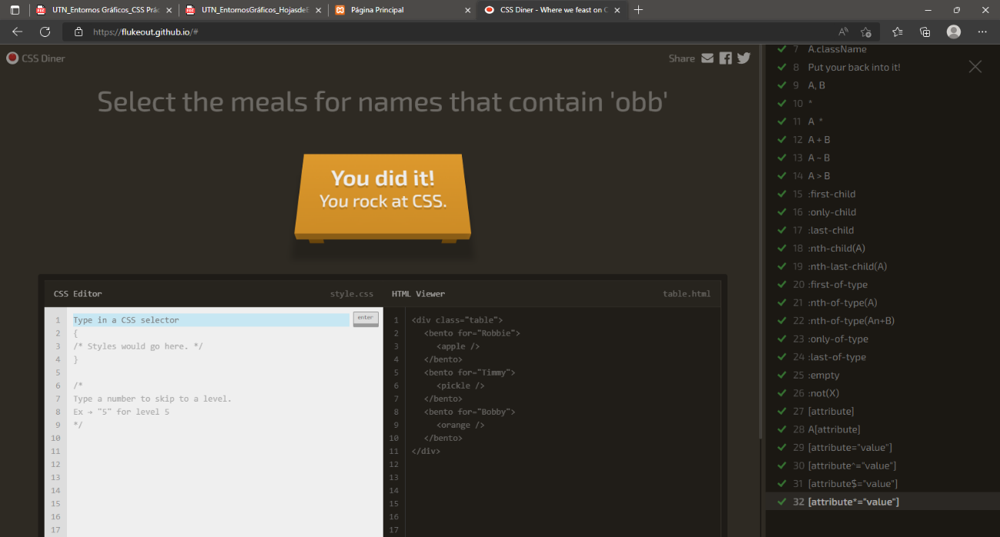 UTN_Entornos Gráficos_CSS Prác
UTN_EntornosGráficos_HojasdeE
Página Principal
CSS Diner - Where we feast on C
https://flukeout.github.io/#
CSS Diner
Share
Select the meals for names that contain 'obb'
You did it!
You rock at CSS.
CSS Editor
style.css
1 Type in a CSS selector
enter
2 {
3 /* Styles would go here. */
4 }
5
6 /*
7 Type a number to skip to a level.
8 Ex → "5" for level 5
9 */
10
11
12
13
14
15
16
17
HTML Viewer
table.html
1 <div class="table">
2 <bento for="Robbie">
3 <apple />
4 </bento>
5 <bento for="Timmy">
6 <pickle />
7 </bento>
8 <bento for="Bobby">
9 <orange />
10 </bento>
11 </div>
12
13
14
15
16
17
7 A.className
8 Put your back into it!
9 A, B
10 *
11 A *
12 A + B
13 A ~ B
14 A > B
15 :first-child
16 :only-child
17 :last-child
18 :nth-child(A)
19 :nth-last-child(A)
20 :first-of-type
21 :nth-of-type(A)
22 :nth-of-type(An+B)
23 :only-of-type
24 :last-of-type
25 :empty
26 :not(X)
27 [attribute]
28 A[attribute]
29 [attribute="value"]
30 [attribute^="value"]
31 [attribute$="value"]
32 [attribute*="value"]